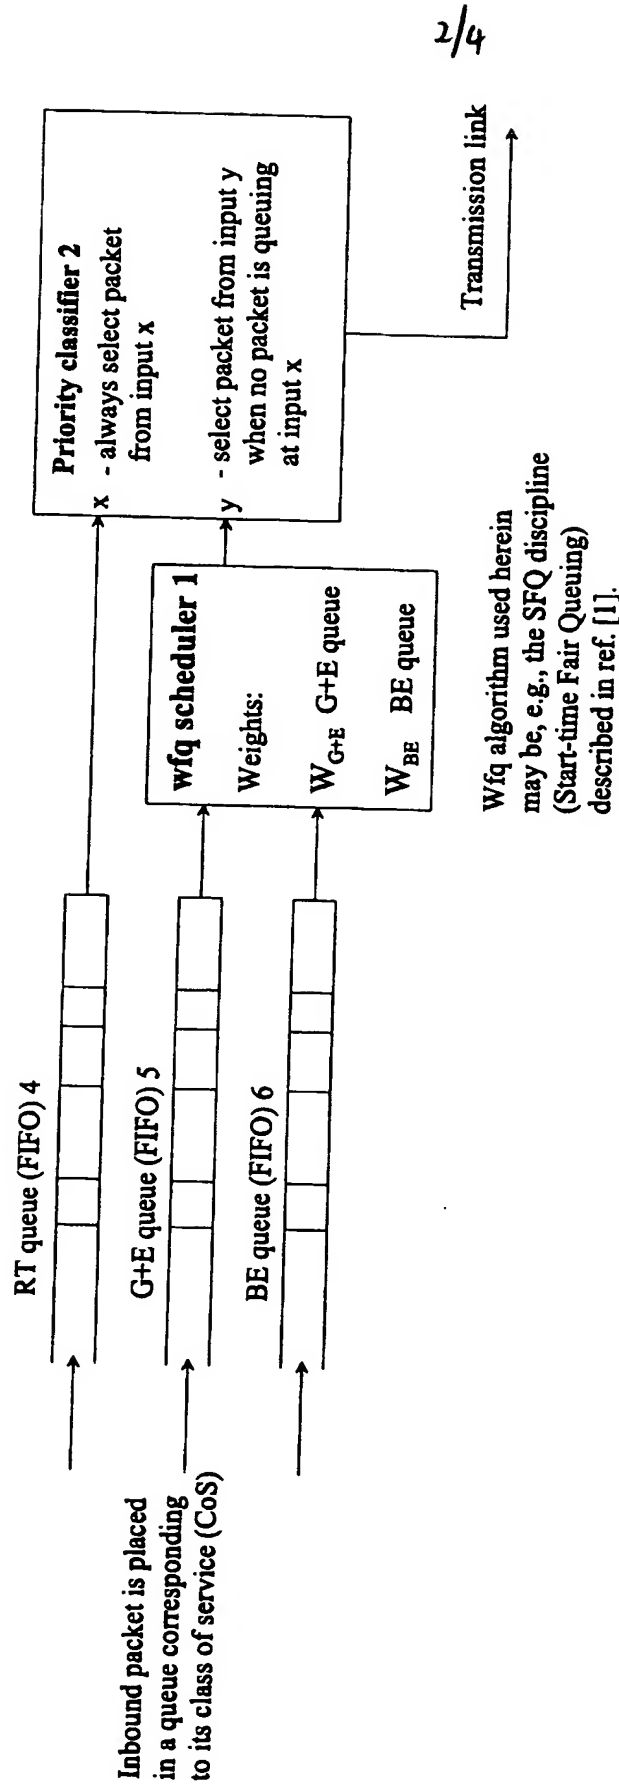 2/4
Inbound packet is placed
in a queue corresponding
to its class of service (CoS)
RT queue (FIFO) 4
G+E queue (FIFO) 5
BE queue (FIFO) 6
wfq scheduler 1
Weights:
W_G+E G+E queue
W_BE BE queue
Priority classifier 2
x - always select packet
from input x
y - select packet from input y
when no packet is queuing
at input x
Transmission link
Wfq algorithm used herein
may be, e.g., the SFQ discipline
(Start-time Fair Queuing)
described in ref. [1].